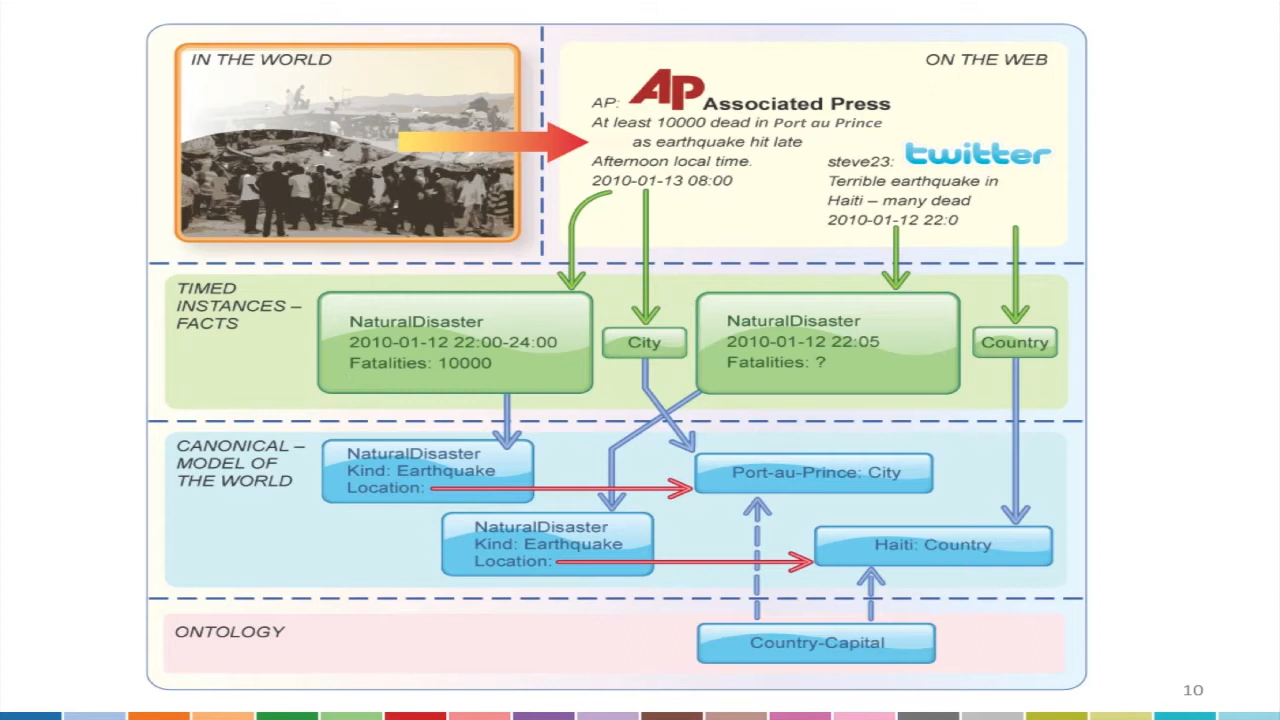 IN THE WORLD
ON THE WEB
AP: AP Associated Press
At least 10000 dead in Port au Prince
as earthquake hit late
Afternoon local time.
2010-01-13 08:00
steve23: twitter
Terrible earthquake in
Haiti – many dead
2010-01-12 22:0
TIMED
INSTANCES –
FACTS
NaturalDisaster
2010-01-12 22:00-24:00
Fatalities: 10000
City
NaturalDisaster
2010-01-12 22:05
Fatalities: ?
Country
CANONICAL –
MODEL OF
THE WORLD
NaturalDisaster
Kind: Earthquake
Location:
Port-au-Prince: City
NaturalDisaster
Kind: Earthquake
Location:
Haiti: Country
ONTOLOGY
Country-Capital
10